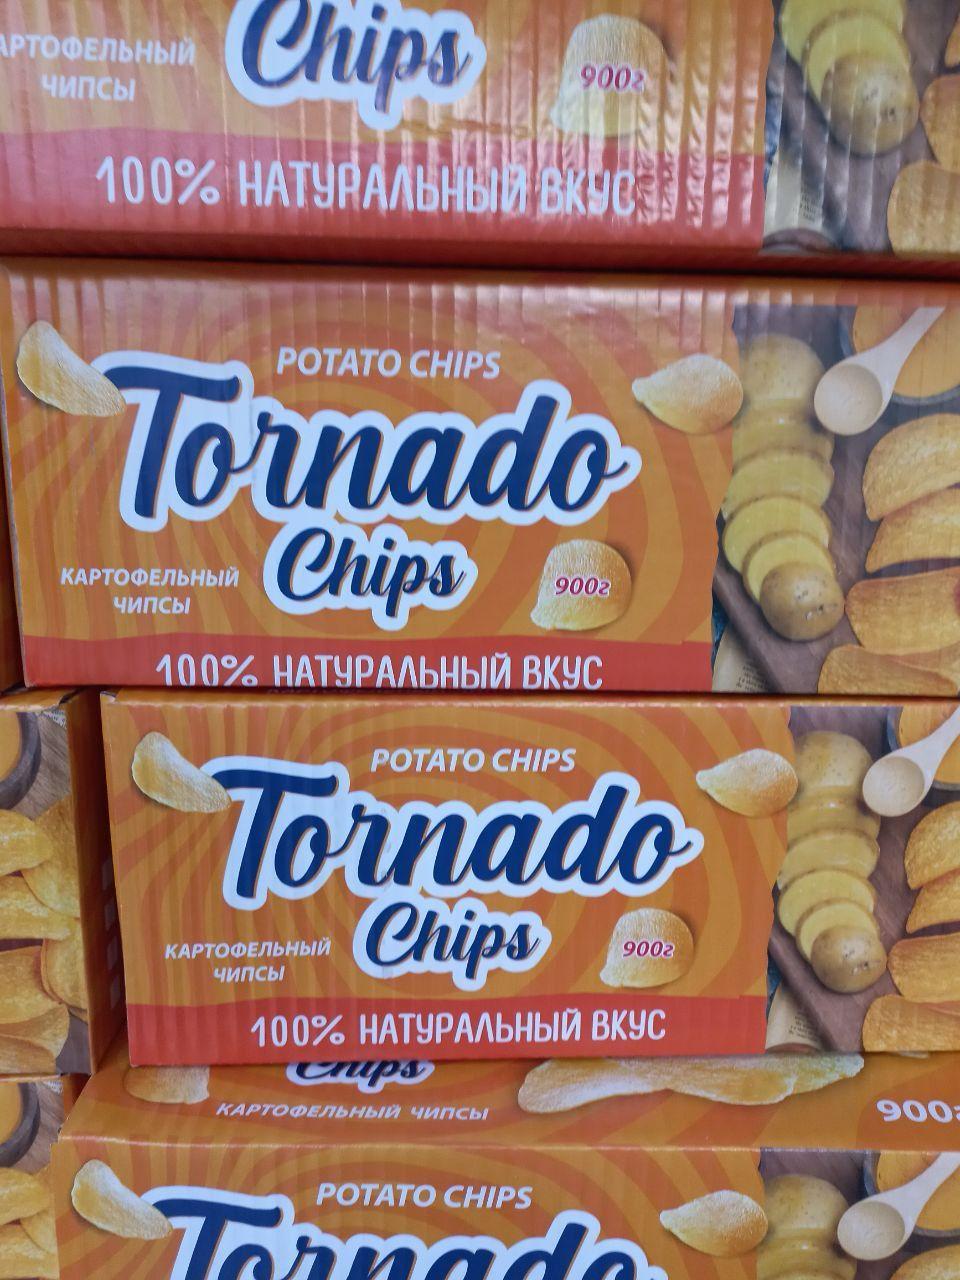 Chips
900г
ЧИПСЫ
100% НАТУРАЛЬНЫЙ ВКУС
POTATO CHIPS
Tornado
Chips
КАРТОФЕЛЬНЫЙ
ЧИПСЫ
900г
100% НАТУРАЛЬНЫЙ ВКУС
POTATO CHIPS
Tornado
Chips
КАРТОФЕЛЬНЫЙ
ЧИПСЫ
900г
100% НАТУРАЛЬНЫЙ ВКУС
Chips
КАРТОФЕЛЬНЫЙ ЧИПСЫ
900г
POTATO CHIPS
Tornado